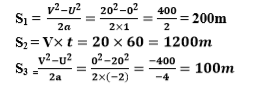 S₁ = V²−U²/2a = 20²−0²/2×1 = 400/2 = 200m
S₂ = V× t = 20 × 60 = 1200m
S₃ = V²−U²/2a = 0²−20²/2×(−2) = −400/−4 = 100m